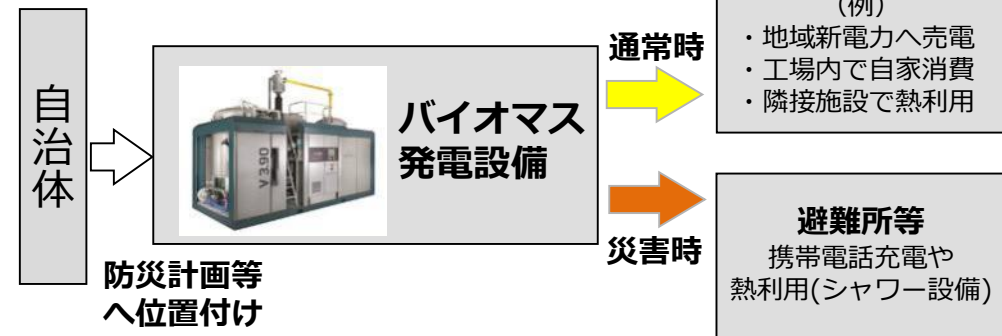 自治体
防災計画等
へ位置付け
バイオマス
発電設備
V390
通常時
（例）
・地域新電力へ売電
・工場内で自家消費
・隣接施設で熱利用
災害時
避難所等
携帯電話充電や
熱利用(シャワー設備)